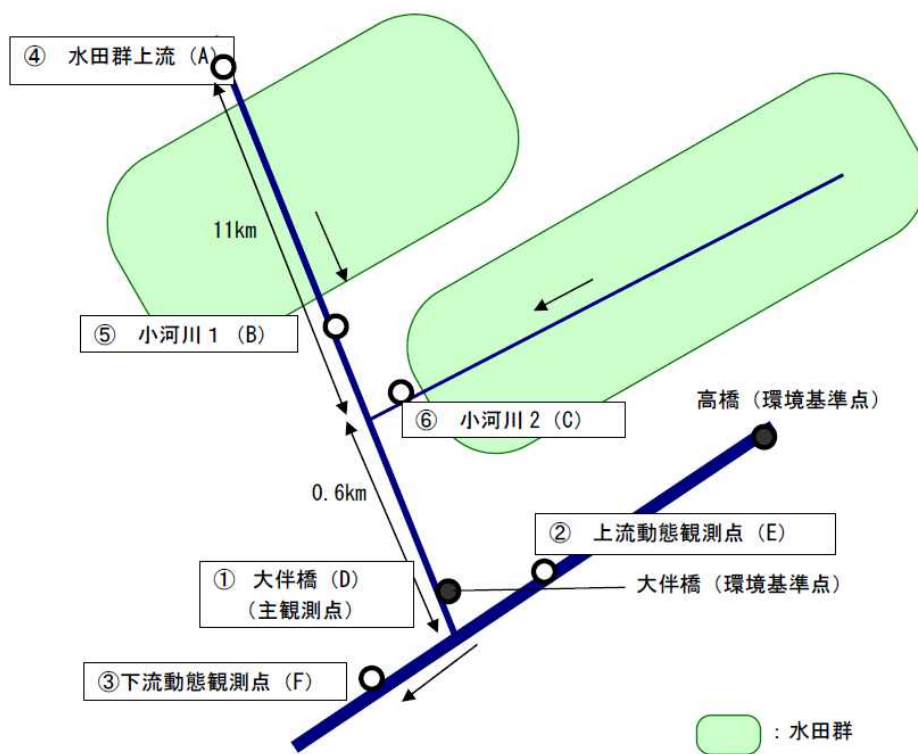 ④ 水田群上流 (A)
11km
⑤ 小河川1 (B)
⑥ 小河川2 (C)
高橋 (環境基準点)
0.6km
② 上流動態観測点 (E)
① 大伴橋 (D)
(主観測点)
大伴橋 (環境基準点)
③下流動態観測点 (F)
: 水田群